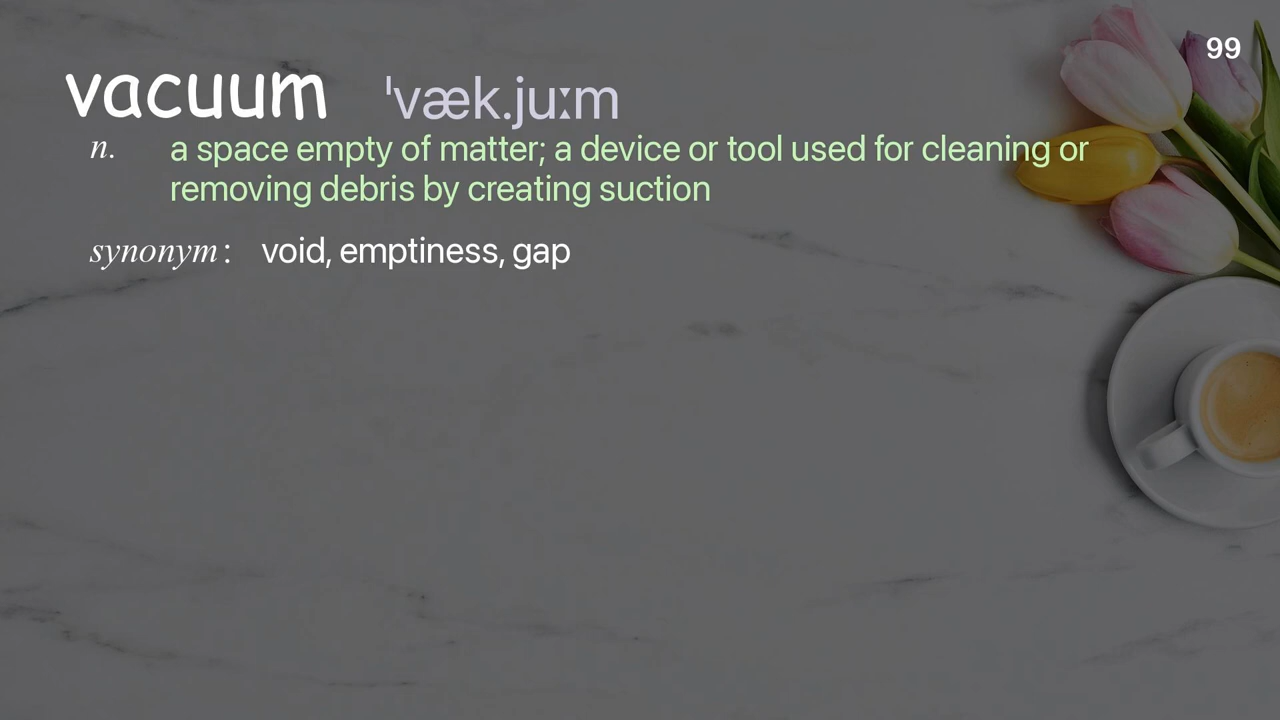 99
vacuum ˈvæk.juːm
n. a space empty of matter; a device or tool used for cleaning or
removing debris by creating suction
synonym: void, emptiness, gap